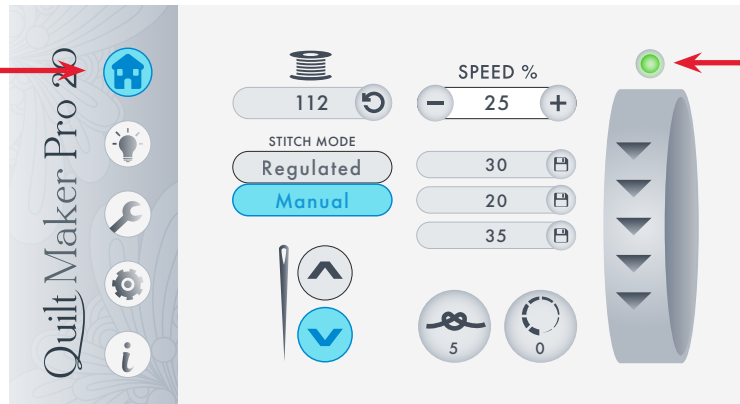 Quilt Maker Pro 20
i
112
STITCH MODE
Regulated
Manual
SPEED %
− 25 +
30
20
35
5
0